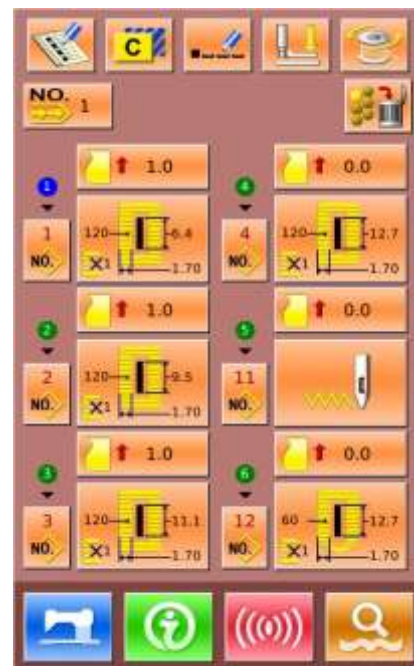 C
NO. 1
1.0 0.0
1 4
1 120 6.4 4 120 12.7
NO. X1 1.70 NO. X1 1.70
1.0 0.0
2 5
2 120 9.5 11
NO. X1 1.70 NO.
1.0 0.0
3 6
3 120 11.1 12 60 12.7
NO. X1 1.70 NO. X1 1.70